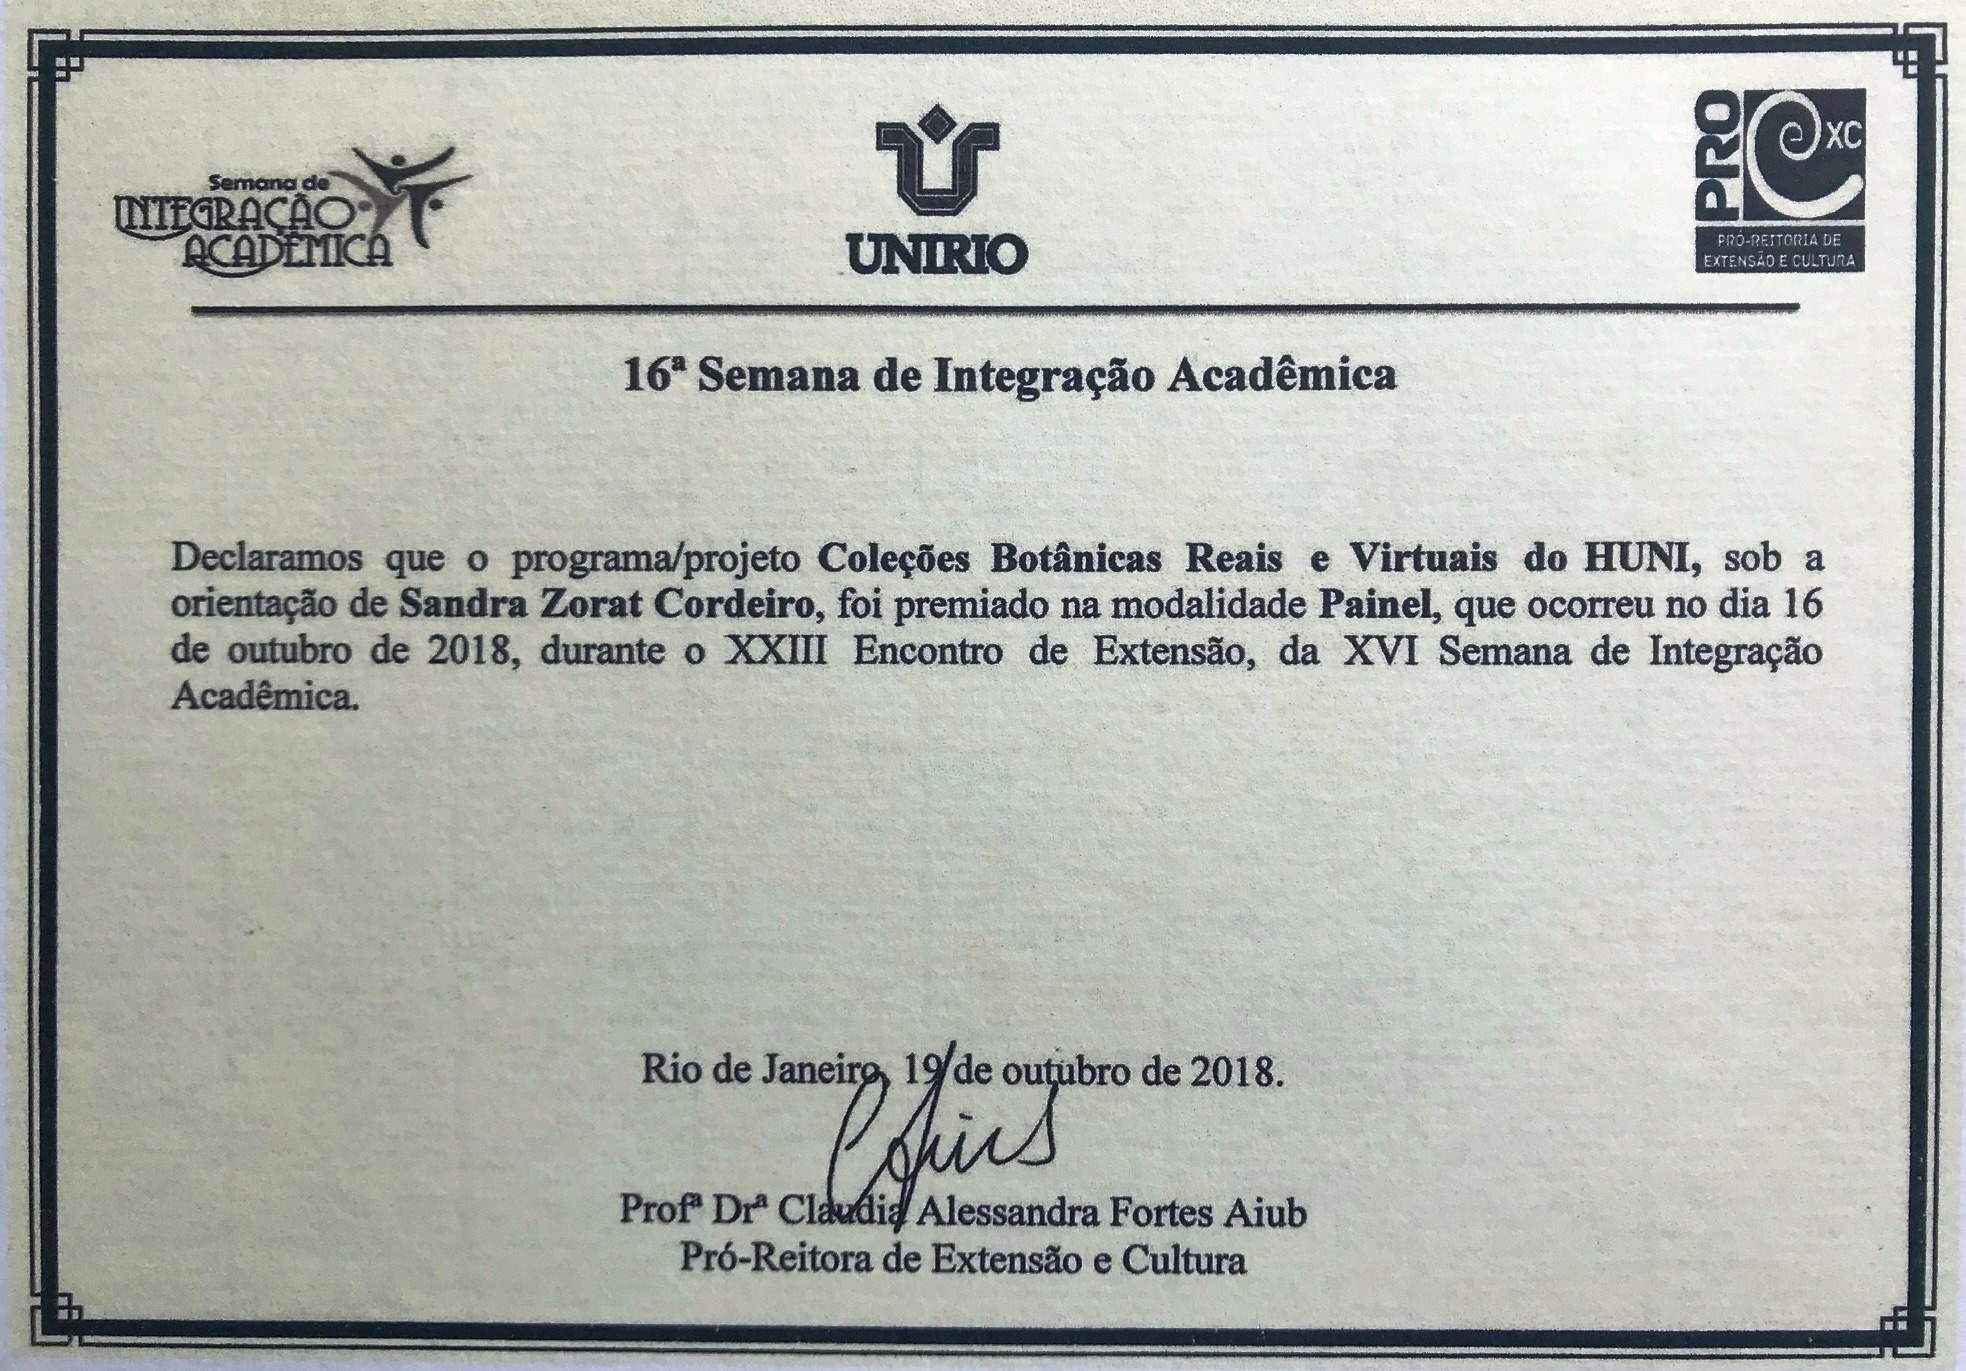 Semana de
INTEGRAÇÃO
ACADÊMICA
UNIRIO
PRO
XC
PRÓ-REITORIA DE
EXTENSÃO E CULTURA
16ª Semana de Integração Acadêmica
Declaramos que o programa/projeto Coleções Botânicas Reais e Virtuais do HUNI, sob a
orientação de Sandra Zorat Cordeiro, foi premiado na modalidade Painel, que ocorreu no dia 16
de outubro de 2018, durante o XXIII Encontro de Extensão, da XVI Semana de Integração
Acadêmica.
Rio de Janeiro, 19 de outubro de 2018.
Profª Drª Claudia Alessandra Fortes Aiub
Pró-Reitora de Extensão e Cultura